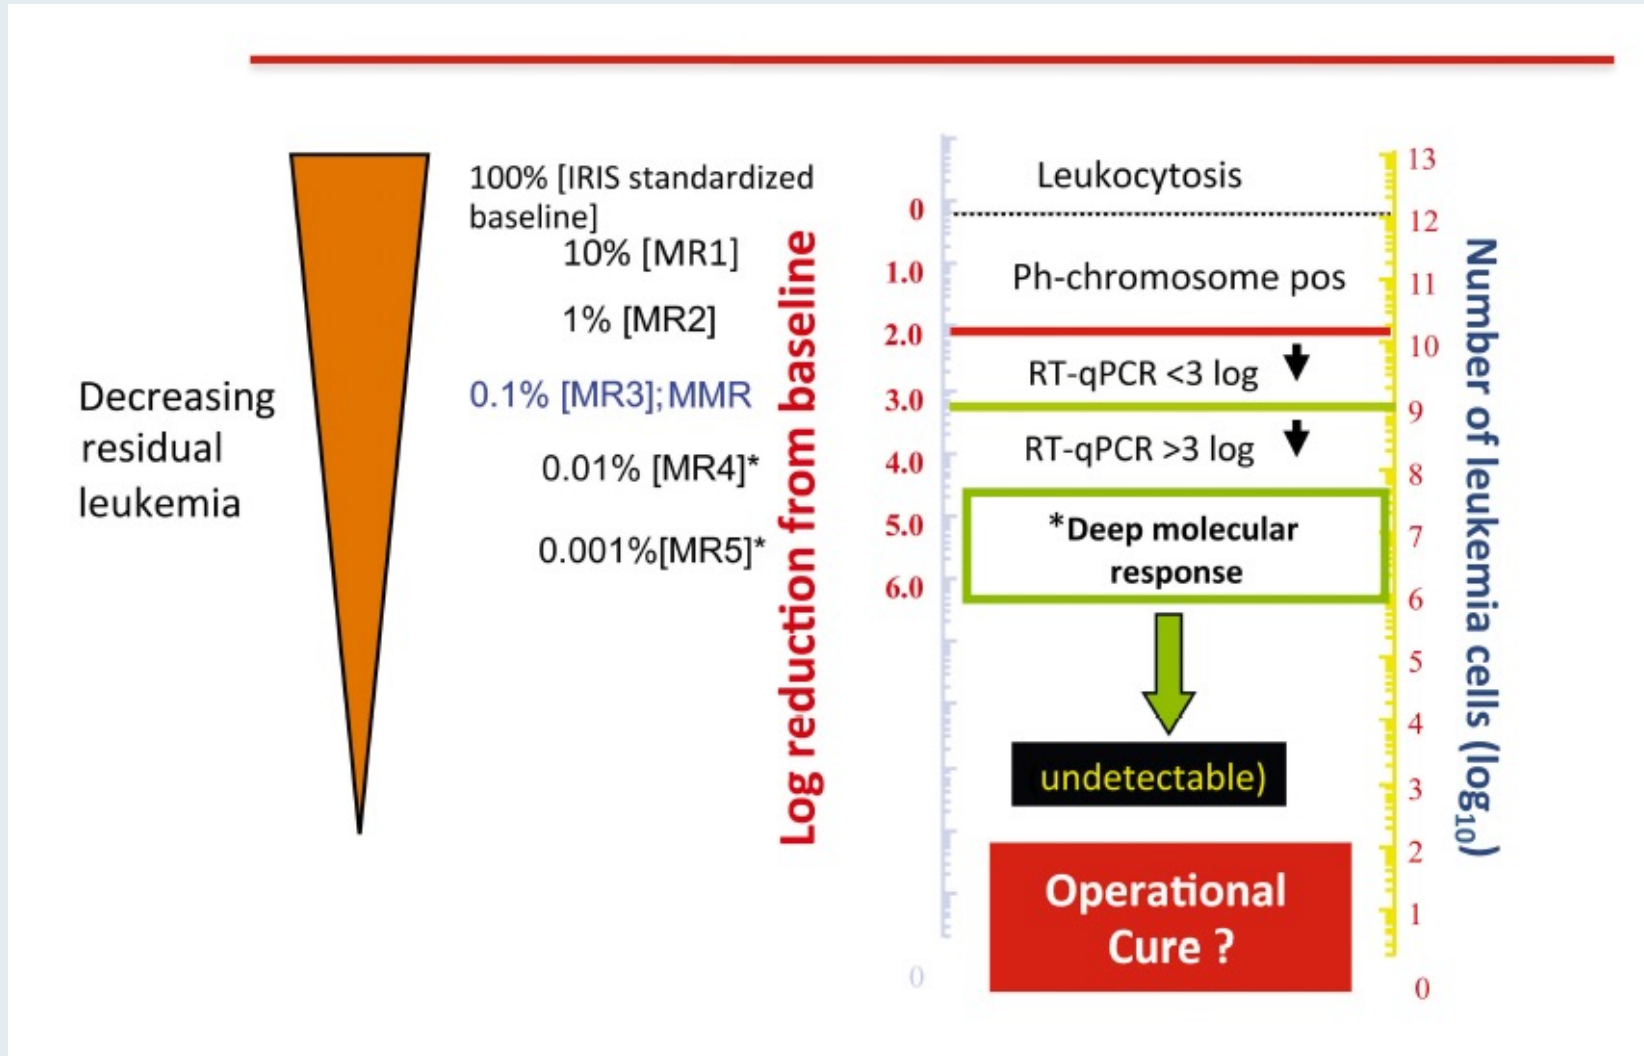 Decreasing
residual
leukemia
100% [IRIS standardized
baseline]
10% [MR1]
1% [MR2]
0.1% [MR3]; MMR
0.01% [MR4]*
0.001%[MR5]*
Log reduction from baseline
0
1.0
2.0
3.0
4.0
5.0
6.0
0
Leukocytosis
Ph-chromosome pos
RT-qPCR <3 log
RT-qPCR >3 log
*Deep molecular
response
undetectable)
Operational
Cure ?
13
12
11
10
9
8
7
6
5
4
3
2
1
0
Number of leukemia cells (log10)